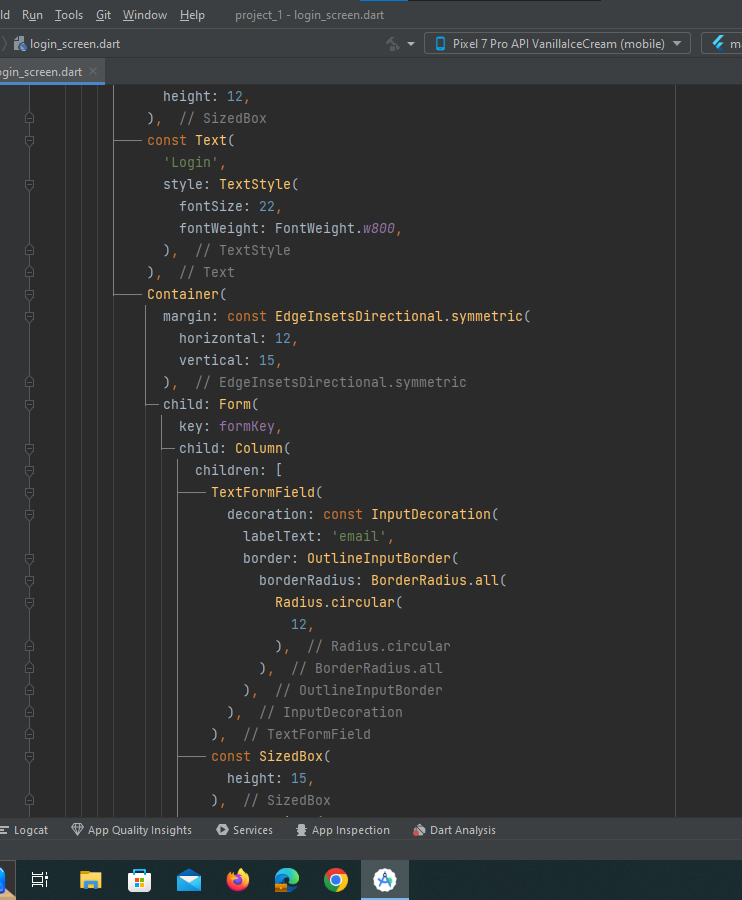 Run Tools Git Window Help project_1 - login_screen.dart
login_screen.dart
Pixel 7 Pro API VanillaIceCream (mobile)
gin_screen.dart
height: 12,
), // SizedBox
const Text(
'Login',
style: TextStyle(
fontSize: 22,
fontWeight: FontWeight.w800,
), // TextStyle
), // Text
Container(
margin: const EdgeInsetsDirectional.symmetric(
horizontal: 12,
vertical: 15,
), // EdgeInsetsDirectional.symmetric
child: Form(
key: formKey,
child: Column(
children: [
TextFormField(
decoration: const InputDecoration(
labelText: 'email',
border: OutlineInputBorder(
borderRadius: BorderRadius.all(
Radius.circular(
12,
), // Radius.circular
), // BorderRadius.all
), // OutlineInputBorder
), // InputDecoration
), // TextFormField
const SizedBox(
height: 15,
), // SizedBox
Logcat App Quality Insights Services App Inspection Dart Analysis